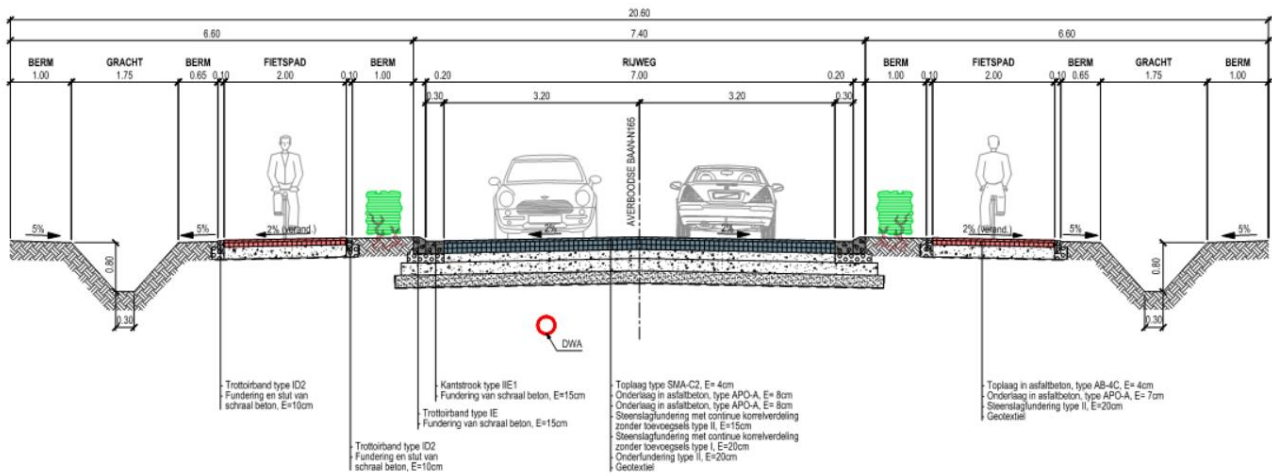 20.60
6.60 7.40 6.60
BERM GRACHT BERM FIETSPAD BERM RIJWEG BERM FIETSPAD BERM GRACHT BERM
1.00 1.75 0.65 0.10 2.00 0.10 1.00 0.20 7.00 0.20 1.00 0.10 2.00 0.10 0.65 1.75 1.00
0.30 3.20 3.20 0.30
AVERBOODSE BAAN-N165
5% 5% 2% (verand.) 2% 2% 2% (verand.) 5% 5%
0.80 0.80
0.30 0.30
DWA
- Trottoirband type ID2
- Fundering en stut van
schraal beton, E=10cm
- Trottoirband type ID2
- Fundering en stut van
schraal beton, E=10cm
- Kantstrook type IIE1
- Fundering van schraal beton, E=15cm
- Trottoirband type IE
- Fundering van schraal beton, E=15cm
- Toplaag type SMA-C2, E= 4cm
- Onderlaag in asfaltbeton, type APO-A, E= 8cm
- Onderlaag in asfaltbeton, type APO-A, E= 8cm
- Steenslagfundering met continue korrelverdeling
zonder toevoegsels type II, E=15cm
- Steenslagfundering met continue korrelverdeling
zonder toevoegsels type I, E=20cm
- Onderfundering type II, E=20cm
- Geotextiel
- Toplaag in asfaltbeton, type AB-4C, E= 4cm
- Onderlaag in asfaltbeton, type APO-A, E= 7cm
- Steenslagfundering type II, E=20cm
- Geotextiel